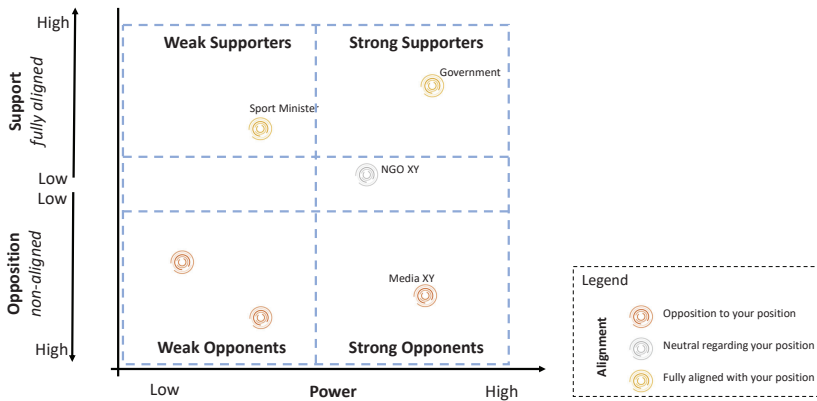 High
Weak Supporters
Strong Supporters
Government
Support
fully aligned
Sport Minister
NGO XY
Low
Low
Opposition
non-aligned
Media XY
High
Weak Opponents
Strong Opponents
Low
Power
High
Legend
Alignment
Opposition to your position
Neutral regarding your position
Fully aligned with your position